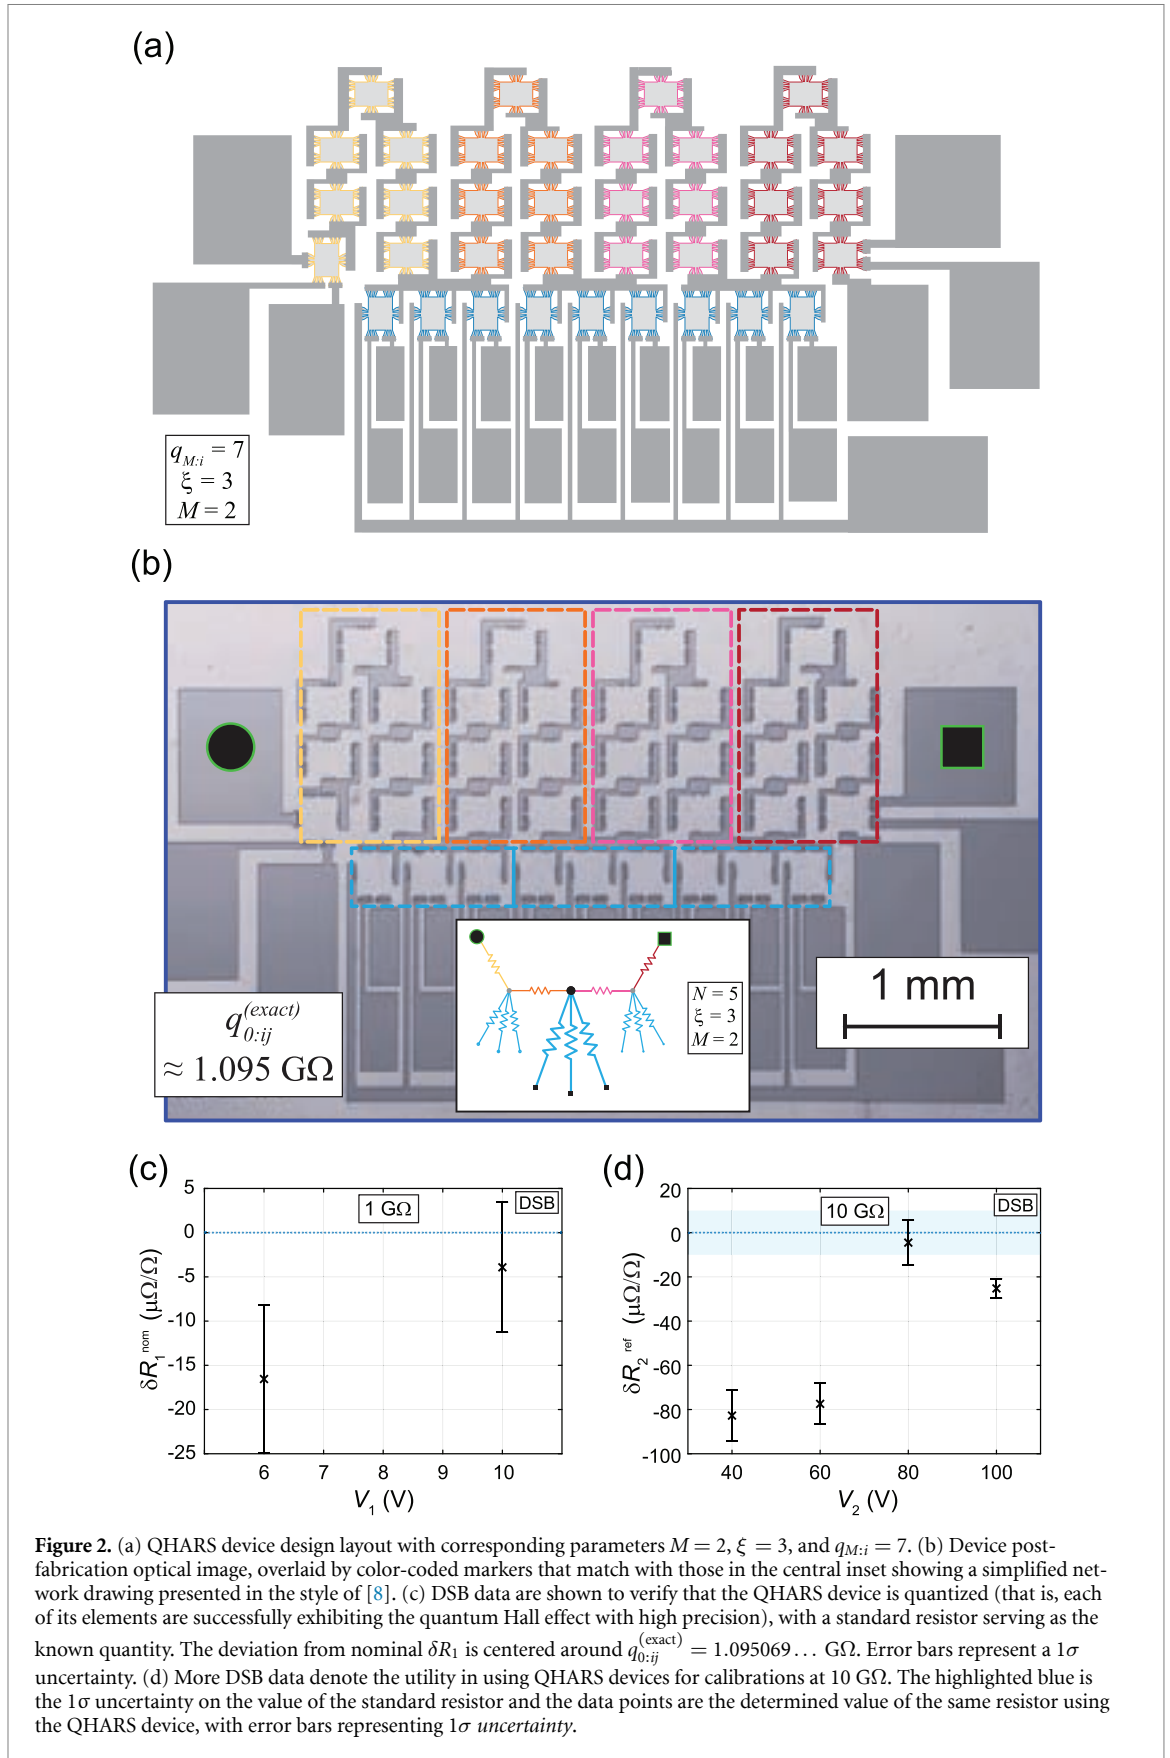 (a)
q_{M:i} = 7
ξ = 3
M = 2
(b)
q_{0:ij}^{(exact)}
≈ 1.095 GΩ
N = 5
ξ = 3
M = 2
1 mm
(c)
5
0
-5
-10
-15
-20
-25
δR_1^{nom} (μΩ/Ω)
1 GΩ
DSB
6 7 8 9 10
V_1 (V)
(d)
20
0
-20
-40
-60
-80
-100
δR_2^{ref} (μΩ/Ω)
10 GΩ
DSB
40 60 80 100
V_2 (V)
Figure 2. (a) QHARS device design layout with corresponding parameters M = 2, ξ = 3, and q_{M:i} = 7. (b) Device post-
fabrication optical image, overlaid by color-coded markers that match with those in the central inset showing a simplified net-
work drawing presented in the style of [8]. (c) DSB data are shown to verify that the QHARS device is quantized (that is, each
of its elements are successfully exhibiting the quantum Hall effect with high precision), with a standard resistor serving as the
known quantity. The deviation from nominal δR_1 is centered around q_{0:ij}^{(exact)} = 1.095069… GΩ. Error bars represent a 1σ
uncertainty. (d) More DSB data denote the utility in using QHARS devices for calibrations at 10 GΩ. The highlighted blue is
the 1σ uncertainty on the value of the standard resistor and the data points are the determined value of the same resistor using
the QHARS device, with error bars representing 1σ uncertainty.